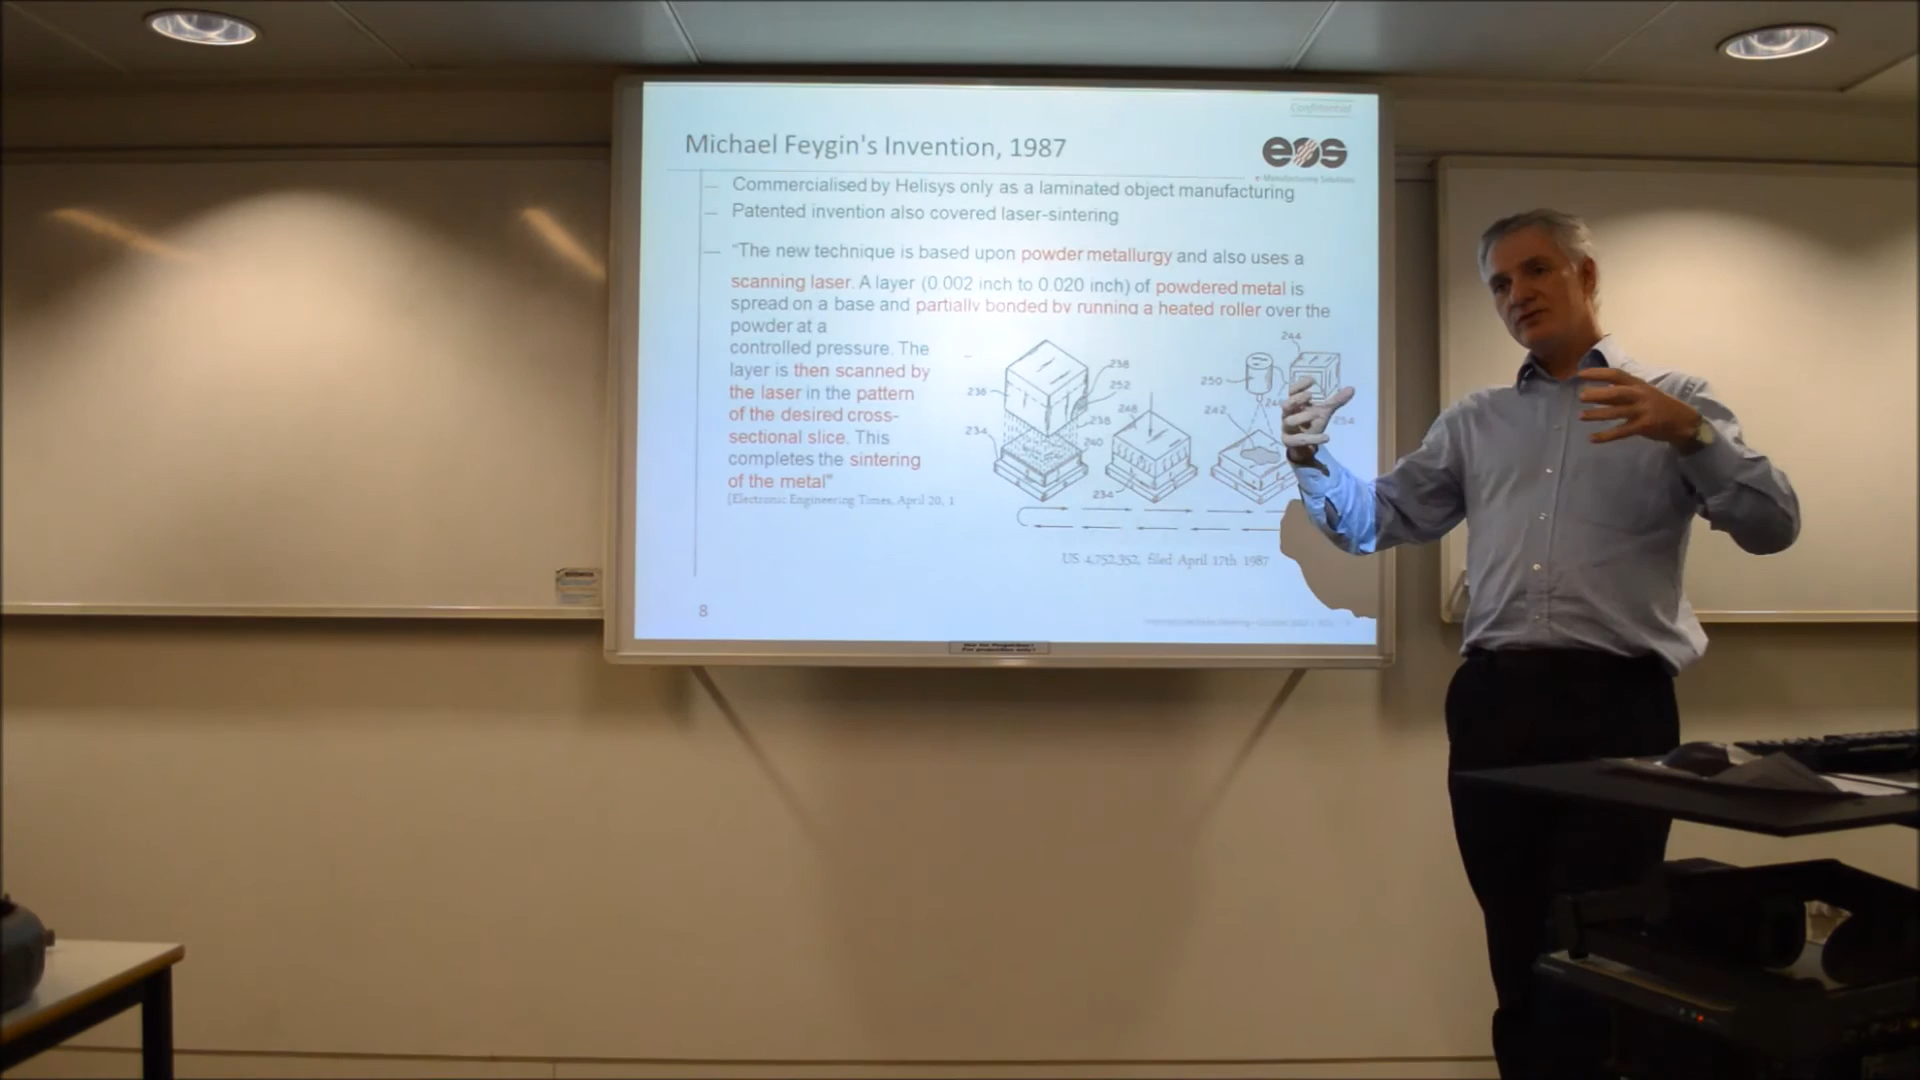 Confidential
Michael Feygin's Invention, 1987
eos
e-Manufacturing Solutions
— Commercialised by Helisys only as a laminated object manufacturing
— Patented invention also covered laser-sintering
— "The new technique is based upon powder metallurgy and also uses a
scanning laser. A layer (0.002 inch to 0.020 inch) of powdered metal is
spread on a base and partially bonded by running a heated roller over the
powder at a
controlled pressure. The
layer is then scanned by
the laser in the pattern
of the desired cross-
sectional slice. This
completes the sintering
of the metal"
(Electronic Engineering Times, April 20, 1
236
234
238
252
238
240
248
234
250
242
244
254
US 4,752,352, filed April 17th 1987
8